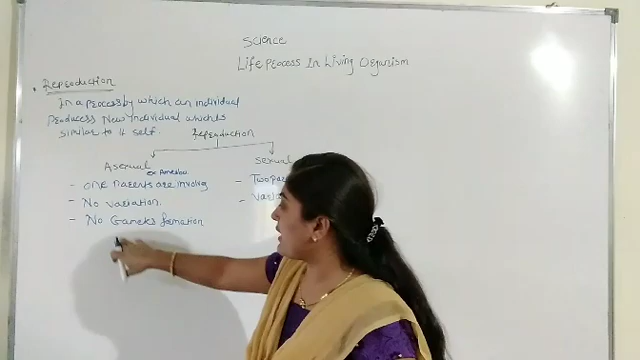 Science
Life Process In Living Organism
Reproduction
In a Process by which an individual
Produces New Individual which is
similar to it self.
Reproduction
Asexual
ex Amoeba
Sexual
- one Parents are involving
- Two
- No variation.
- No Gametes formation